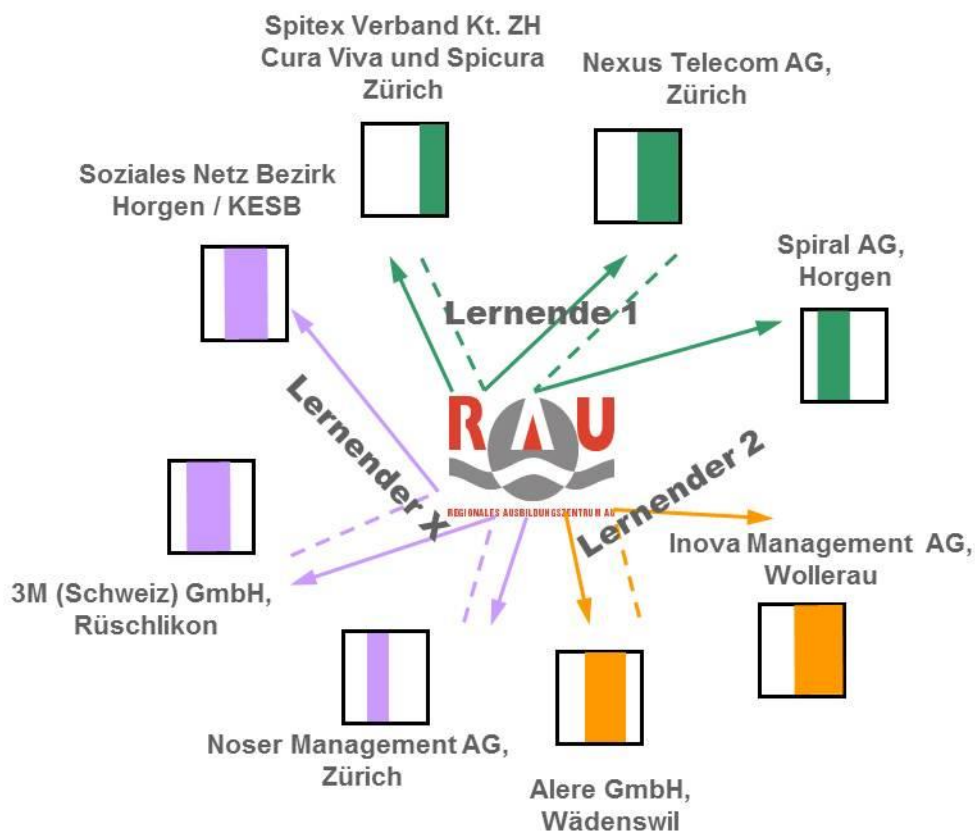 Spitex Verband Kt. ZH
Cura Viva und Spicura
Zürich
Nexus Telecom AG,
Zürich
Soziales Netz Bezirk
Horgen / KESB
Spiral AG,
Horgen
Lernende 1
Lernender X
RAU
REGIONALES AUSBILDUNGSZENTRUM AU
Lernender 2
Inova Management AG,
Wollerau
3M (Schweiz) GmbH,
Rüschlikon
Noser Management AG,
Zürich
Alere GmbH,
Wädenswil